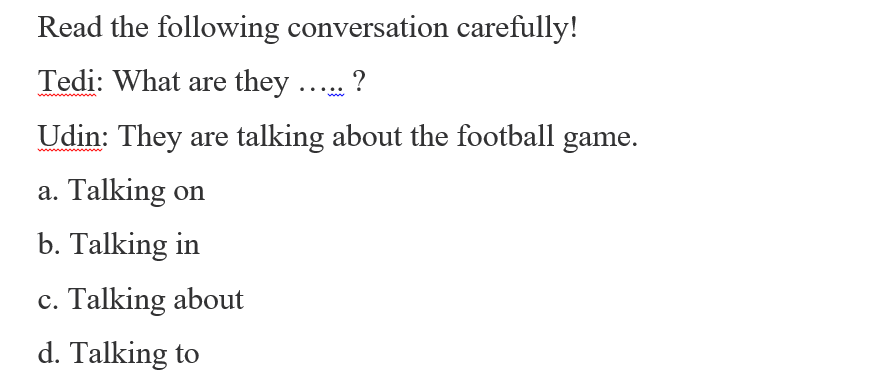 Read the following conversation carefully!
Tedi: What are they ….. ?
Udin: They are talking about the football game.
a. Talking on
b. Talking in
c. Talking about
d. Talking to